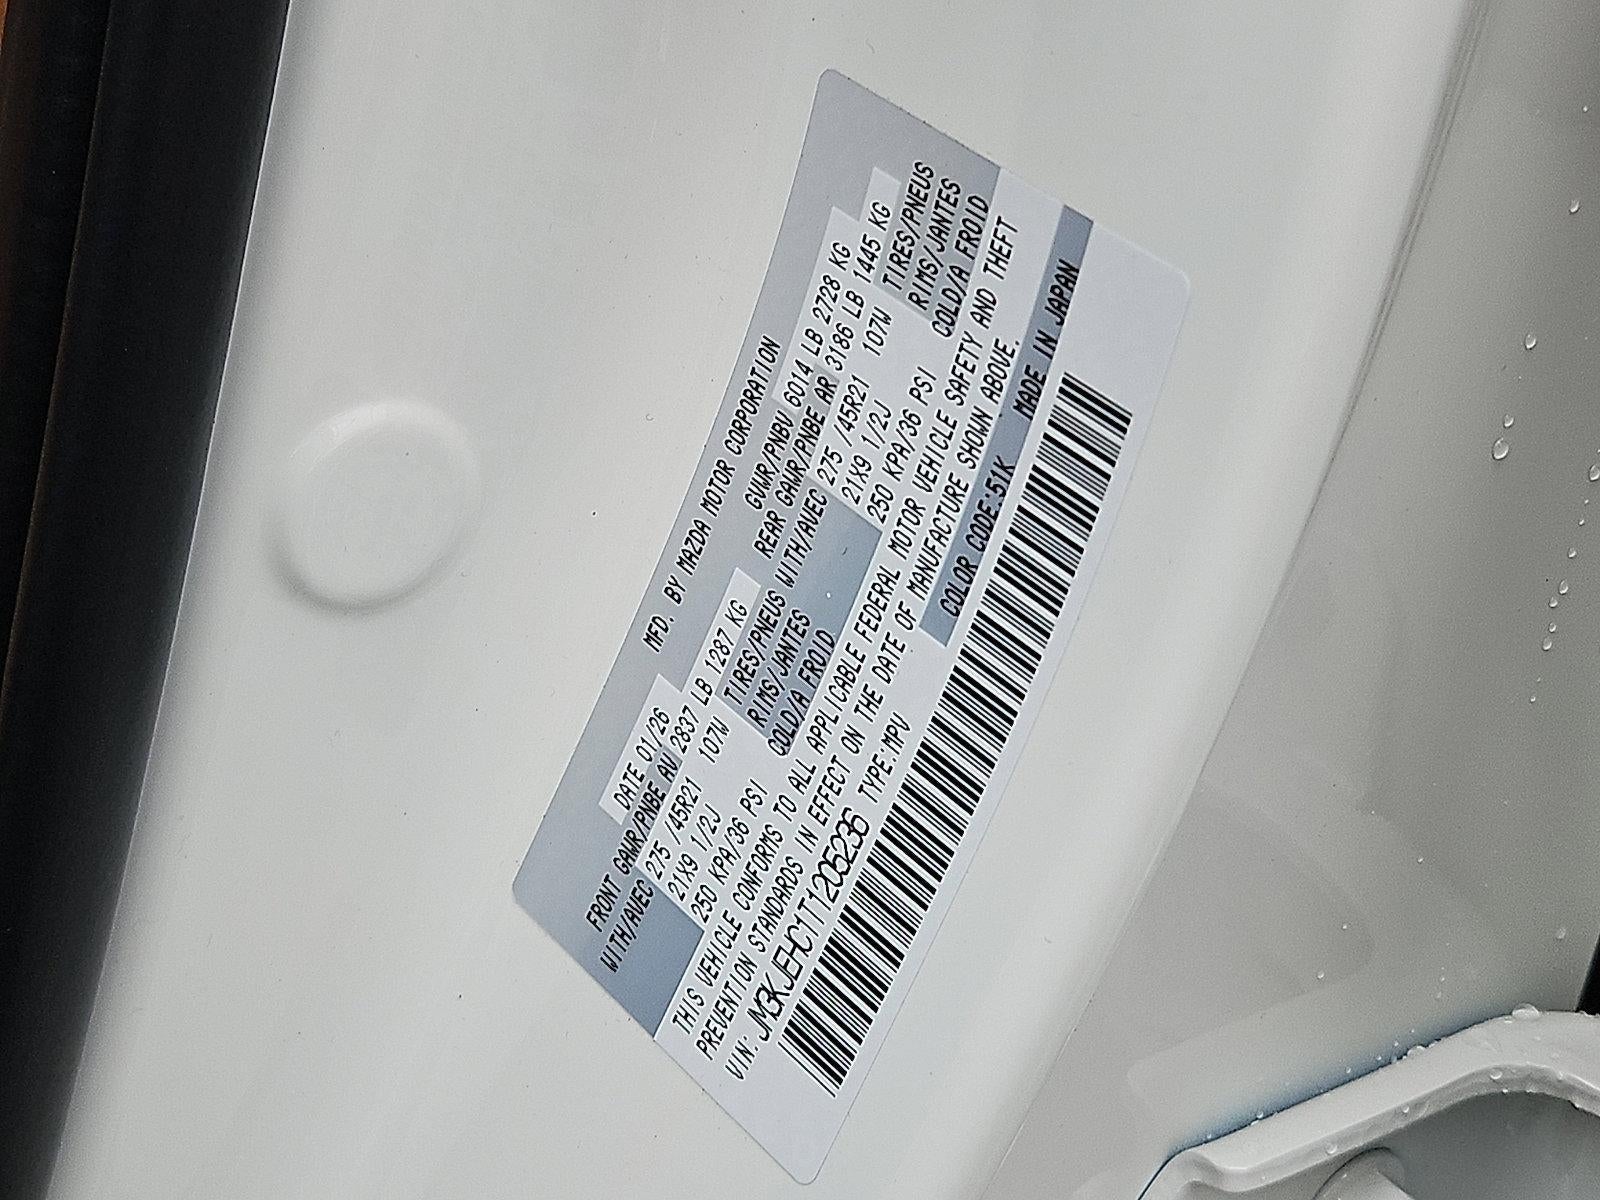 MFD. BY MAZDA MOTOR CORPORATION
DATE 01/26 GVWR/PNBV 6014 LB 2728 KG
FRONT GAWR/PNBE AV 2837 LB 1287 KG REAR GAWR/PNBE AR 3186 LB 1445 KG
WITH/AVEC 275 /45R21 107W TIRES/PNEUS WITH/AVEC 275 /45R21 107W TIRES/PNEUS
21X9 1/2J RIMS/JANTES 21X9 1/2J RIMS/JANTES
250 KPA/36 PSI COLD/A FROID 250 KPA/36 PSI COLD/A FROID
THIS VEHICLE CONFORMS TO ALL APPLICABLE FEDERAL MOTOR VEHICLE SAFETY AND THEFT
PREVENTION STANDARDS IN EFFECT ON THE DATE OF MANUFACTURE SHOWN ABOVE.
VIN: JM3KJEHC1T1205236 TYPE:MPV COLOR CODE:51K MADE IN JAPAN